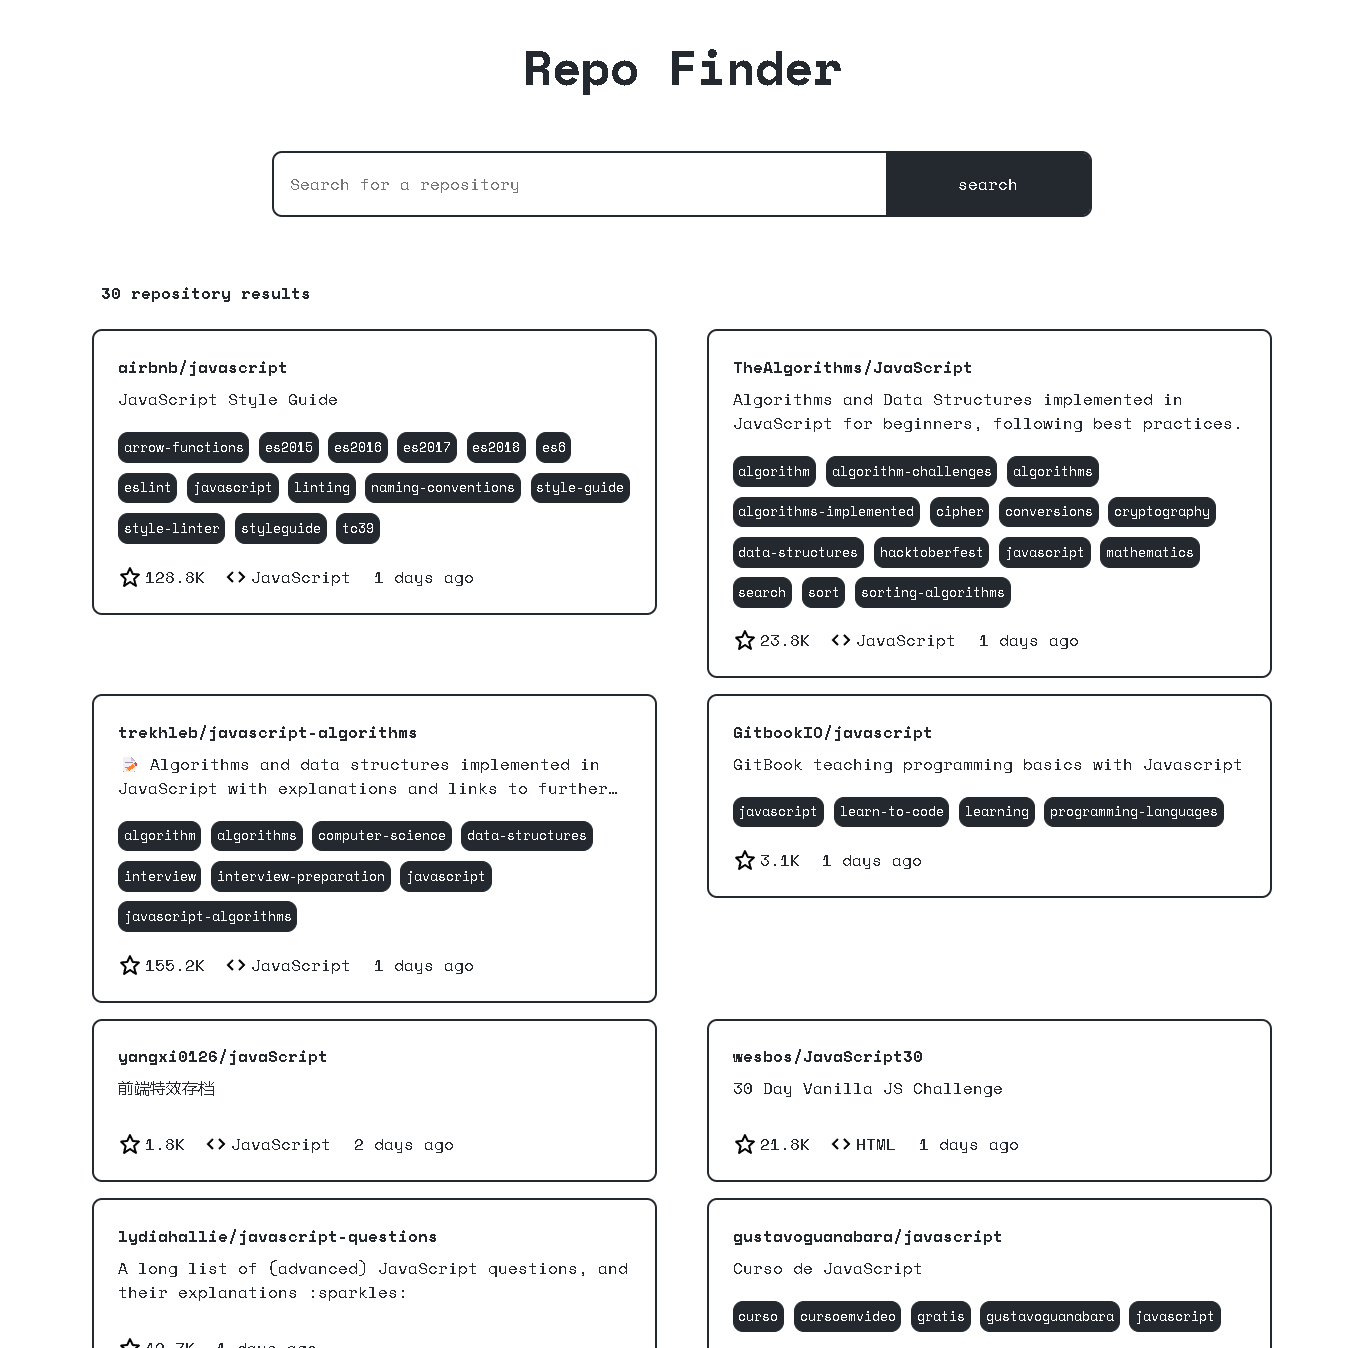 Repo Finder
Search for a repository
search
30 repository results
airbnb/javascript
JavaScript Style Guide
arrow-functions es2015 es2016 es2017 es2018 es6
eslint javascript linting naming-conventions style-guide
style-linter styleguide tc39
128.8K JavaScript 1 days ago
TheAlgorithms/JavaScript
Algorithms and Data Structures implemented in
JavaScript for beginners, following best practices.
algorithm algorithm-challenges algorithms
algorithms-implemented cipher conversions cryptography
data-structures hacktoberfest javascript mathematics
search sort sorting-algorithms
23.8K JavaScript 1 days ago
trekhleb/javascript-algorithms
📝 Algorithms and data structures implemented in
JavaScript with explanations and links to further…
algorithm algorithms computer-science data-structures
interview interview-preparation javascript
javascript-algorithms
155.2K JavaScript 1 days ago
GitbookIO/javascript
GitBook teaching programming basics with Javascript
javascript learn-to-code learning programming-languages
3.1K 1 days ago
yangxi0126/javaScript
前端特效存档
1.8K JavaScript 2 days ago
wesbos/JavaScript30
30 Day Vanilla JS Challenge
21.8K HTML 1 days ago
lydiahallie/javascript-questions
A long list of (advanced) JavaScript questions, and
their explanations :sparkles:
days ago
gustavoguanabara/javascript
Curso de JavaScript
curso cursoemvideo gratis gustavoguanabara javascript